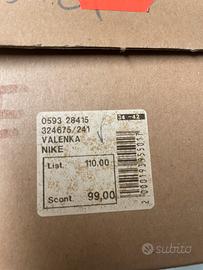 0593 28415
324675/241
VALENKA
NIKE
34 - 42
List. 110.00
Scont. 99,00
subito